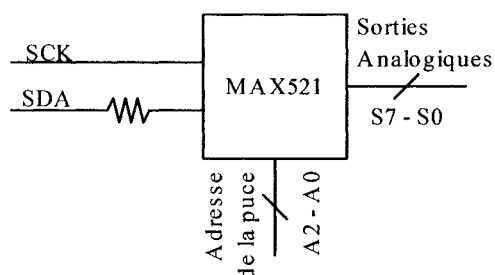 Sorties
Analogiques
SCK
MAX521
SDA
S7 - S0
Adresse
de la puce
A2 - A0